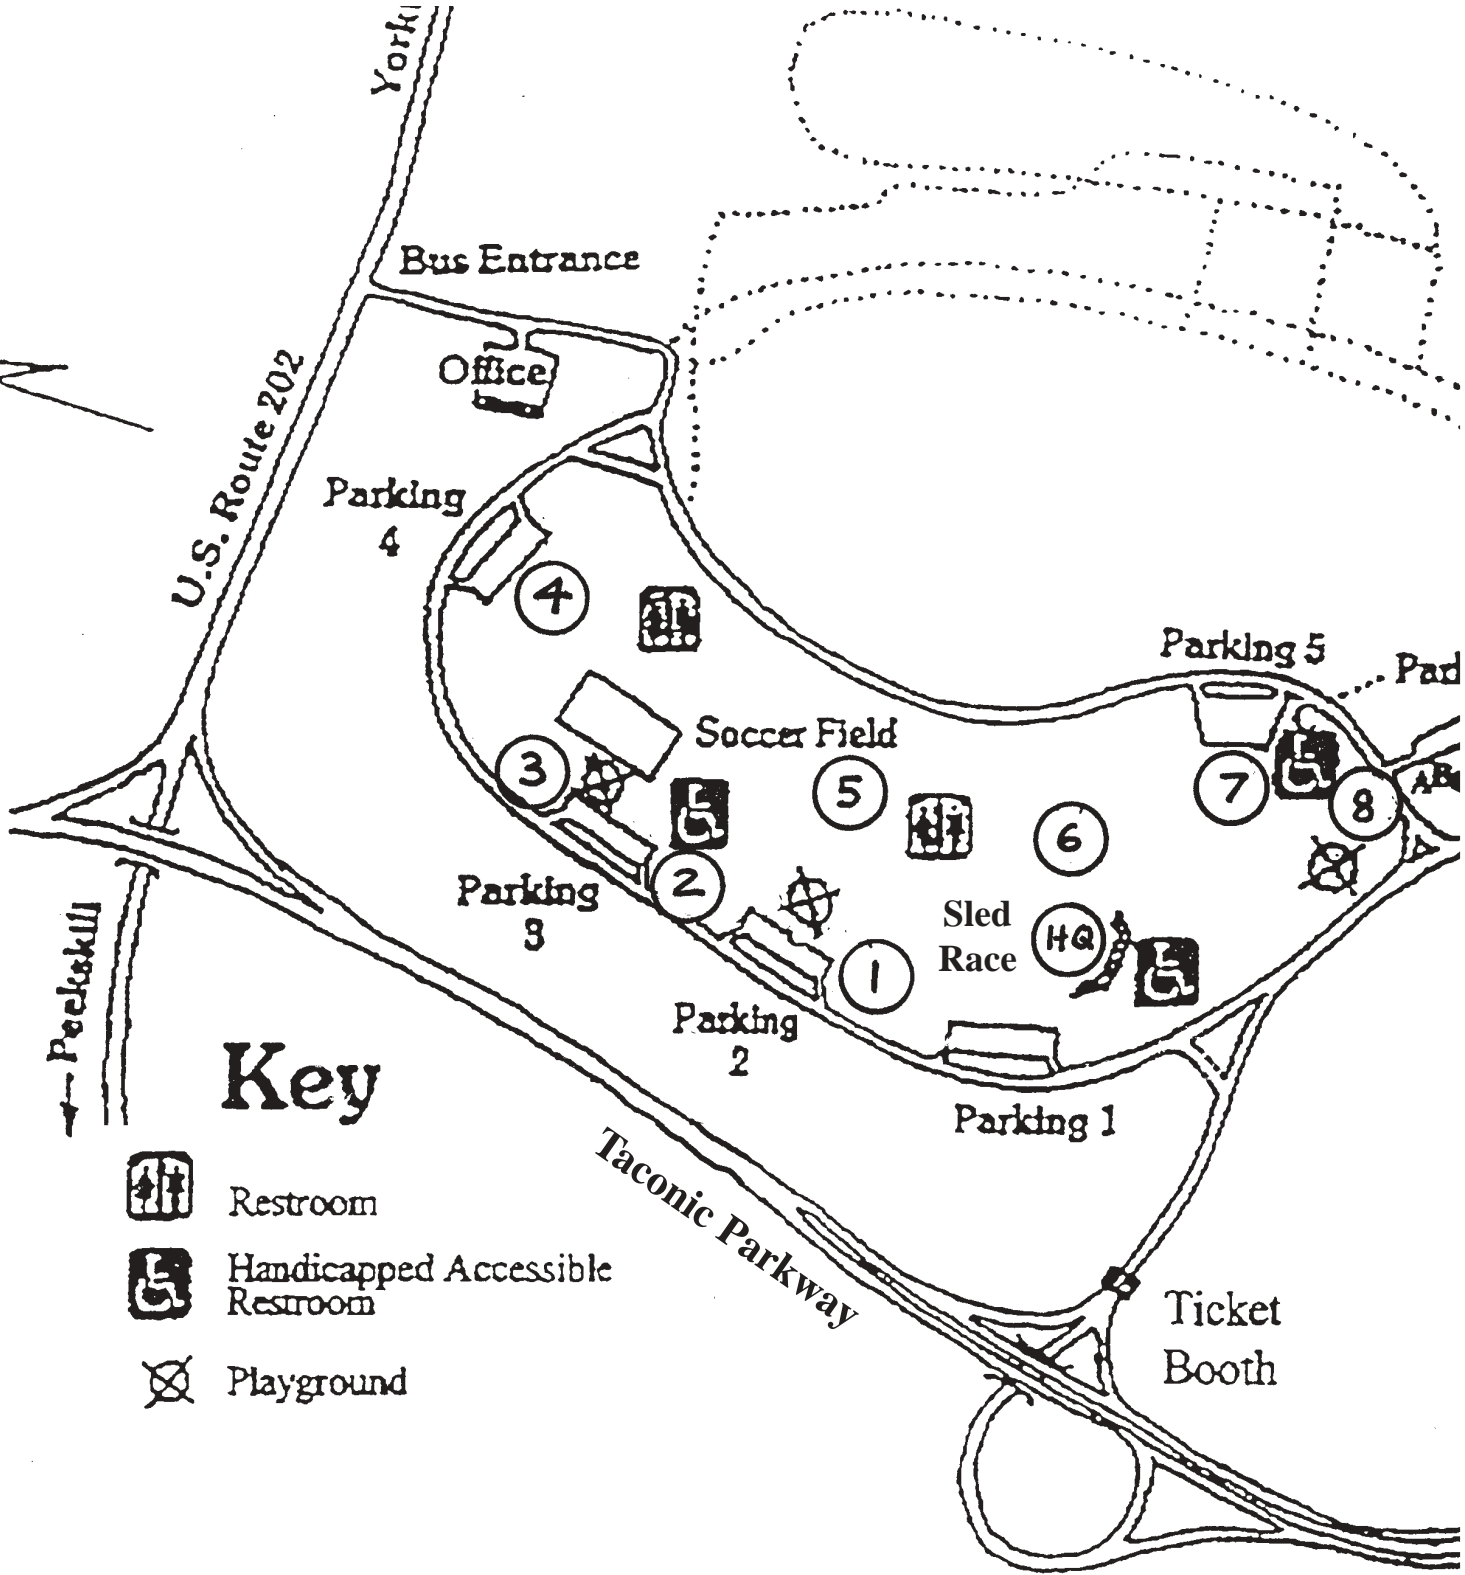 Bus Entrance
Office
U.S. Route 202
Parking
4
4
Parking 5
Soccer Field
3
5
7
8
6
2
Parking
3
Sled
Race
HQ
1
Parking
2
Peekskill
Parking 1
Key
Restroom
Handicapped Accessible
Restroom
Playground
Taconic Parkway
Ticket
Booth